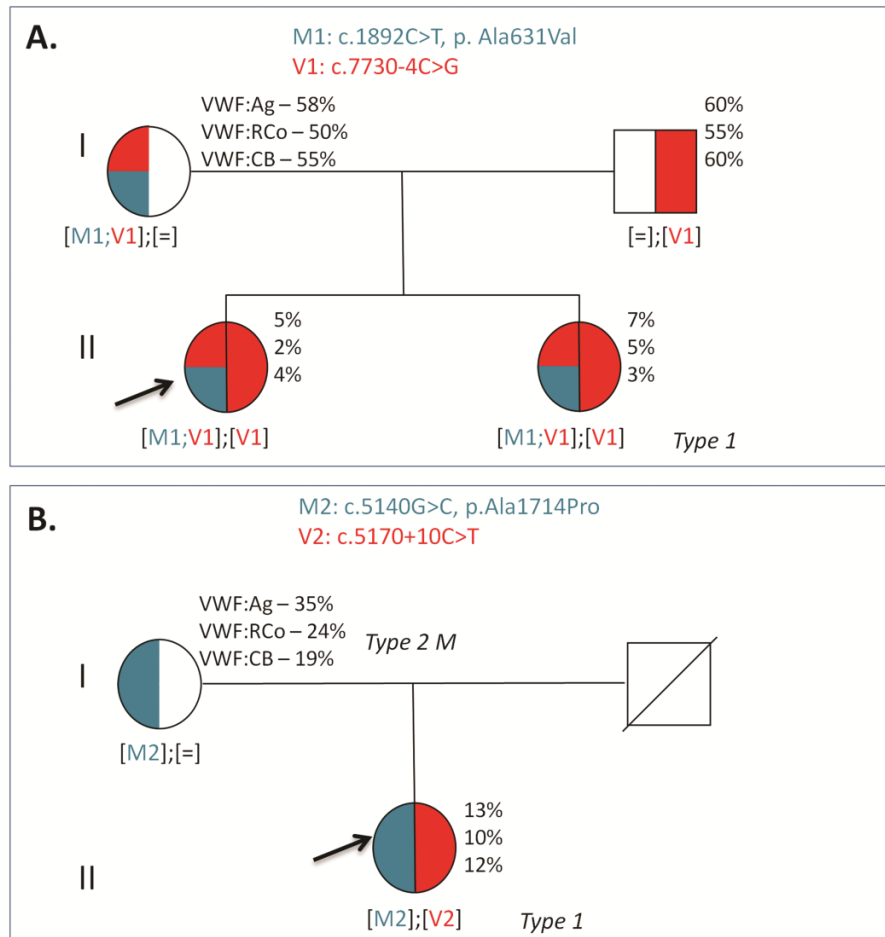 A.
M1: c.1892C>T, p. Ala631Val
V1: c.7730-4C>G
I
VWF:Ag – 58%
VWF:RCo – 50%
VWF:CB – 55%
60%
55%
60%
[M1;V1];[=]
[=];[V1]
II
5%
2%
4%
7%
5%
3%
[M1;V1];[V1]
[M1;V1];[V1]
Type 1
B.
M2: c.5140G>C, p.Ala1714Pro
V2: c.5170+10C>T
I
VWF:Ag – 35%
VWF:RCo – 24%
VWF:CB – 19%
Type 2 M
[M2];[=]
II
13%
10%
12%
[M2];[V2]
Type 1